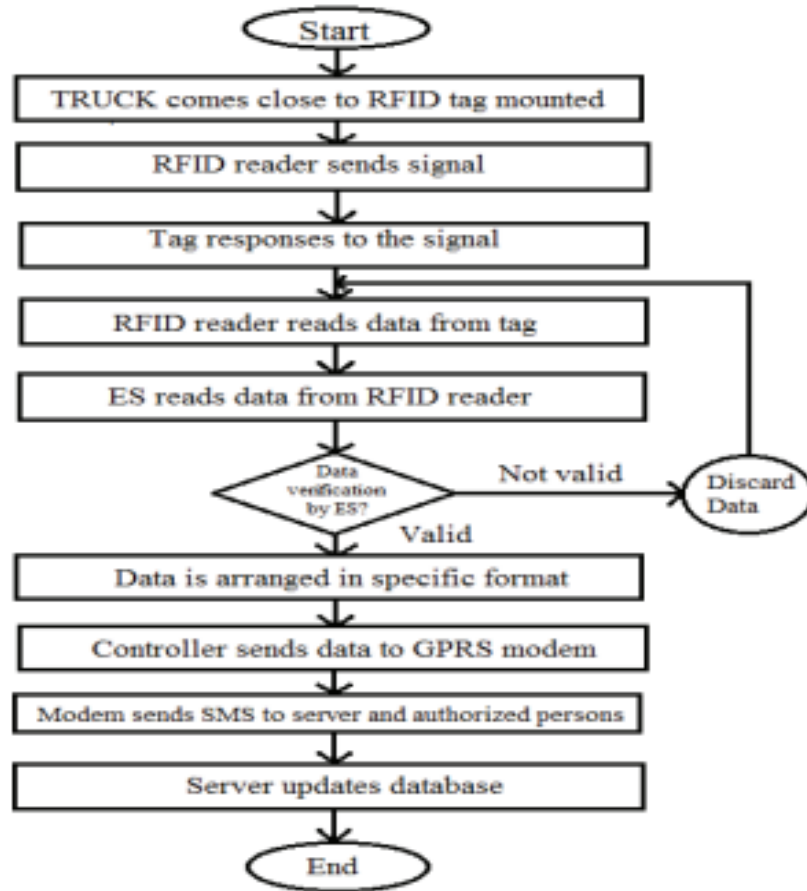 Start
TRUCK comes close to RFID tag mounted
RFID reader sends signal
Tag responses to the signal
RFID reader reads data from tag
ES reads data from RFID reader
Data
verification
by ES?
Not valid
Discard
Data
Valid
Data is arranged in specific format
Controller sends data to GPRS modem
Modem sends SMS to server and authorized persons
Server updates database
End